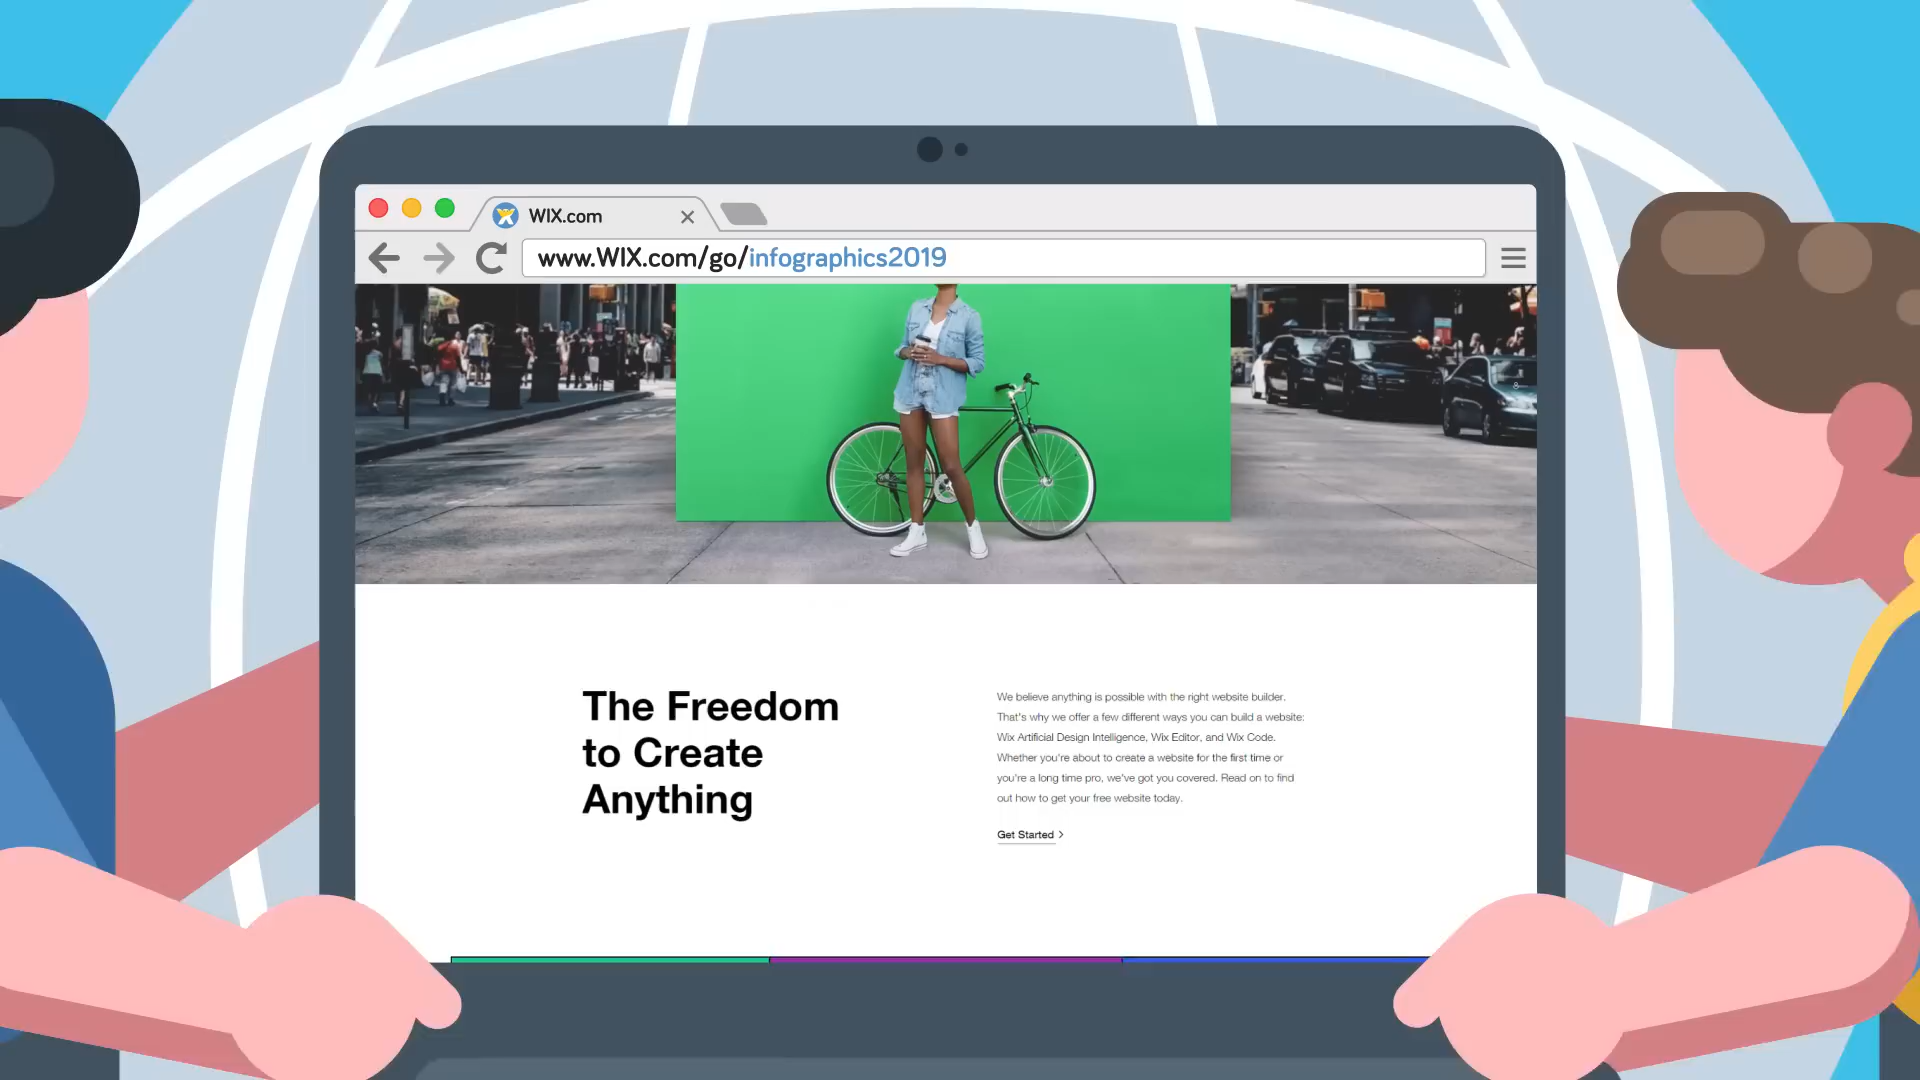 WIX.com
www.WIX.com/go/infographics2019
The Freedom
to Create
Anything
We believe anything is possible with the right website builder.
That's why we offer a few different ways you can build a website:
Wix Artificial Design Intelligence, Wix Editor, and Wix Code.
Whether you're about to create a website for the first time or
you're a long time pro, we've got you covered. Read on to find
out how to get your free website today.
Get Started >